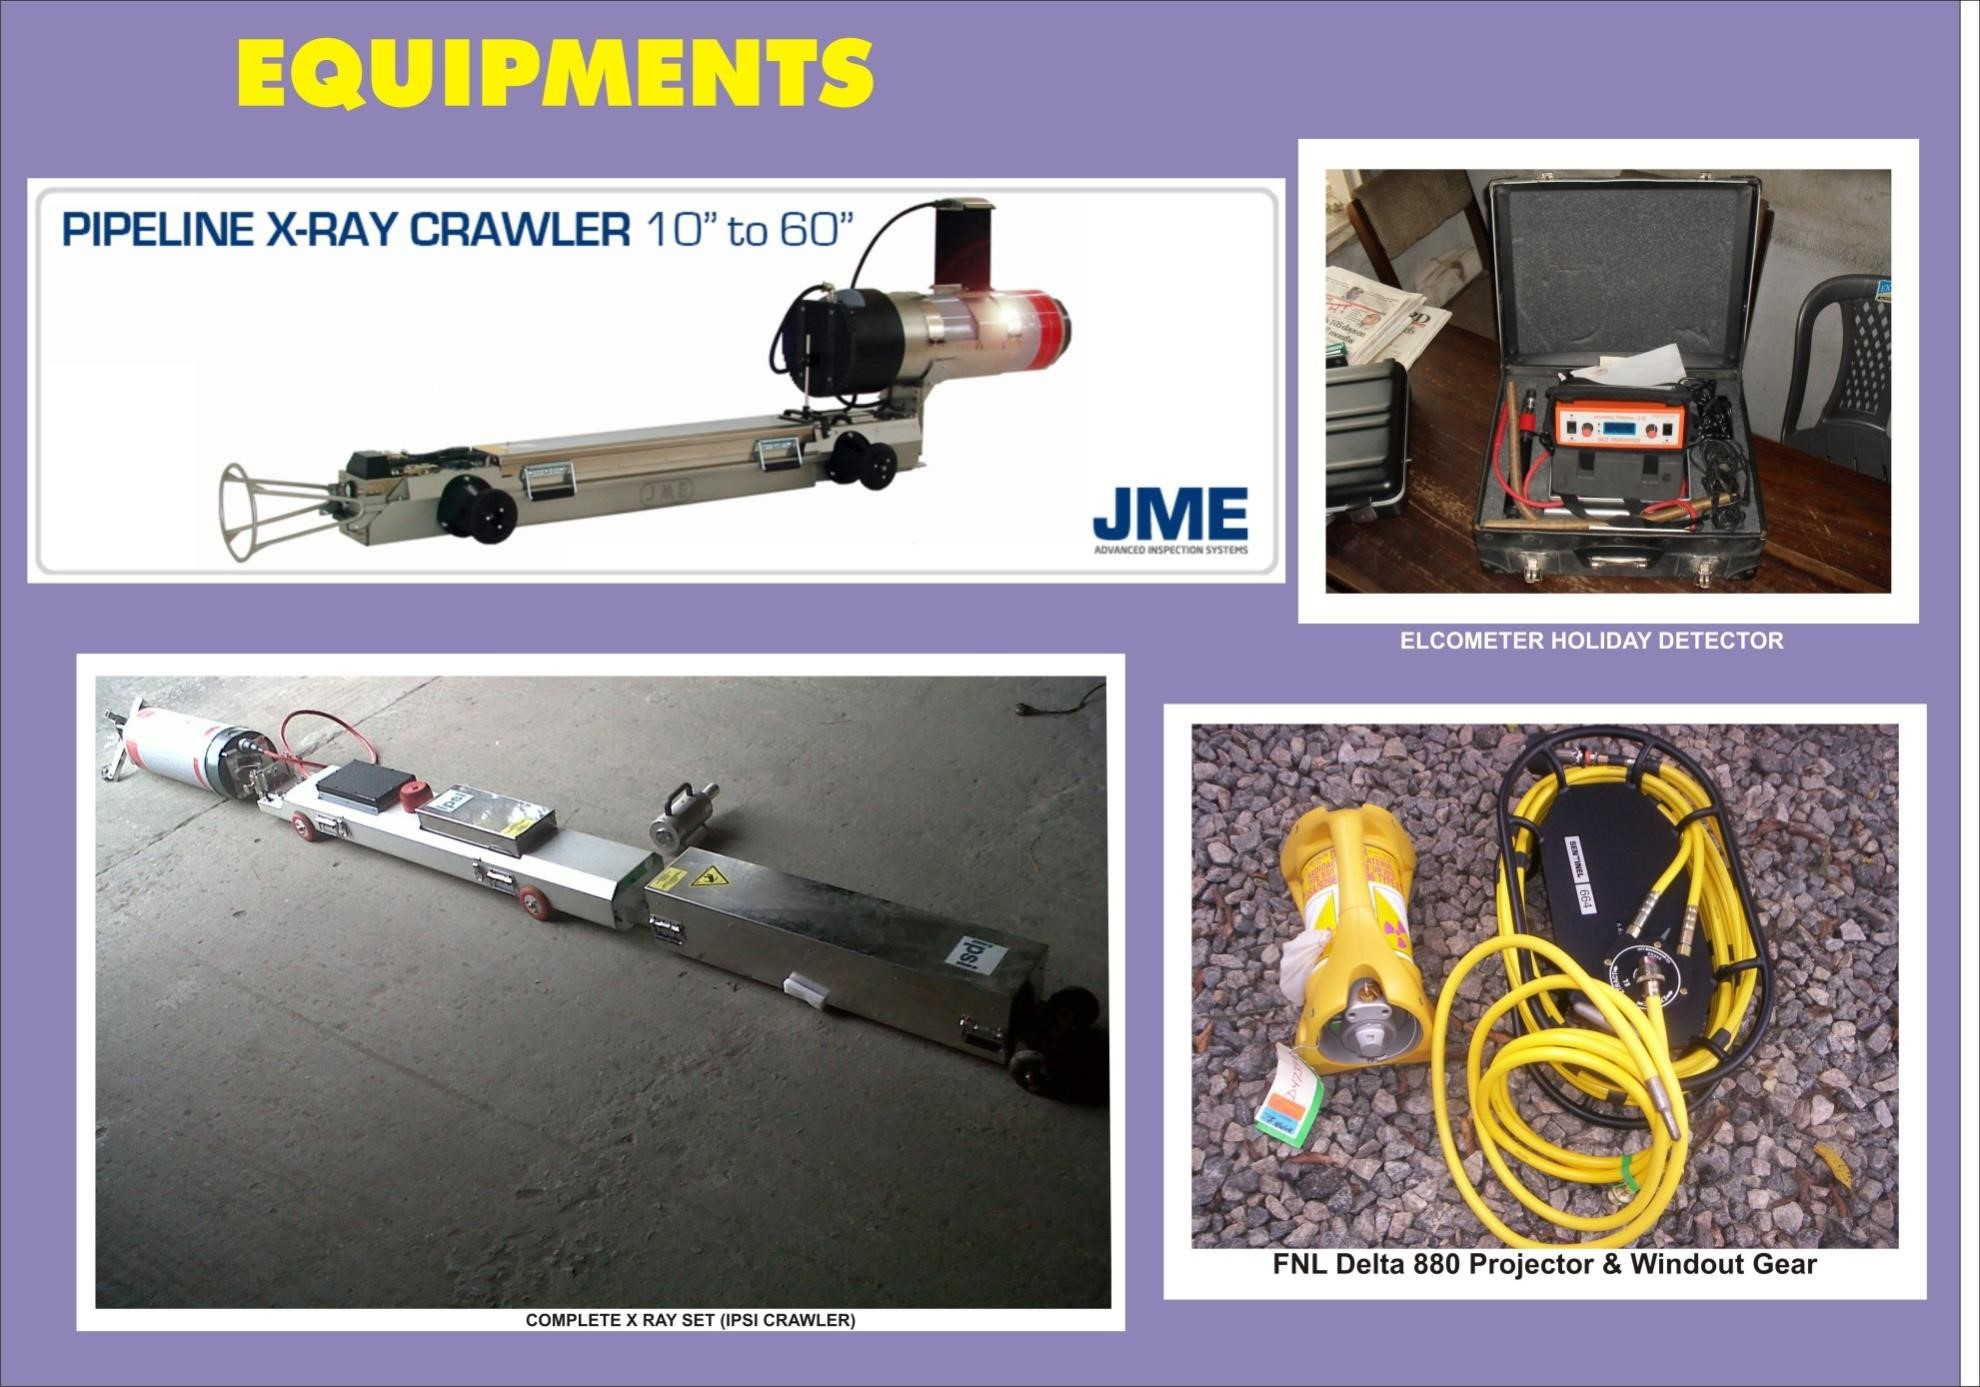 EQUIPMENTS
PIPELINE X-RAY CRAWLER 10” to 60”
JME
JME
ADVANCED INSPECTION SYSTEMS
ELCOMETER HOLIDAY DETECTOR
ipsi
ipsi
COMPLETE X RAY SET (IPSI CRAWLER)
SENTINEL 664
FNL Delta 880 Projector & Windout Gear